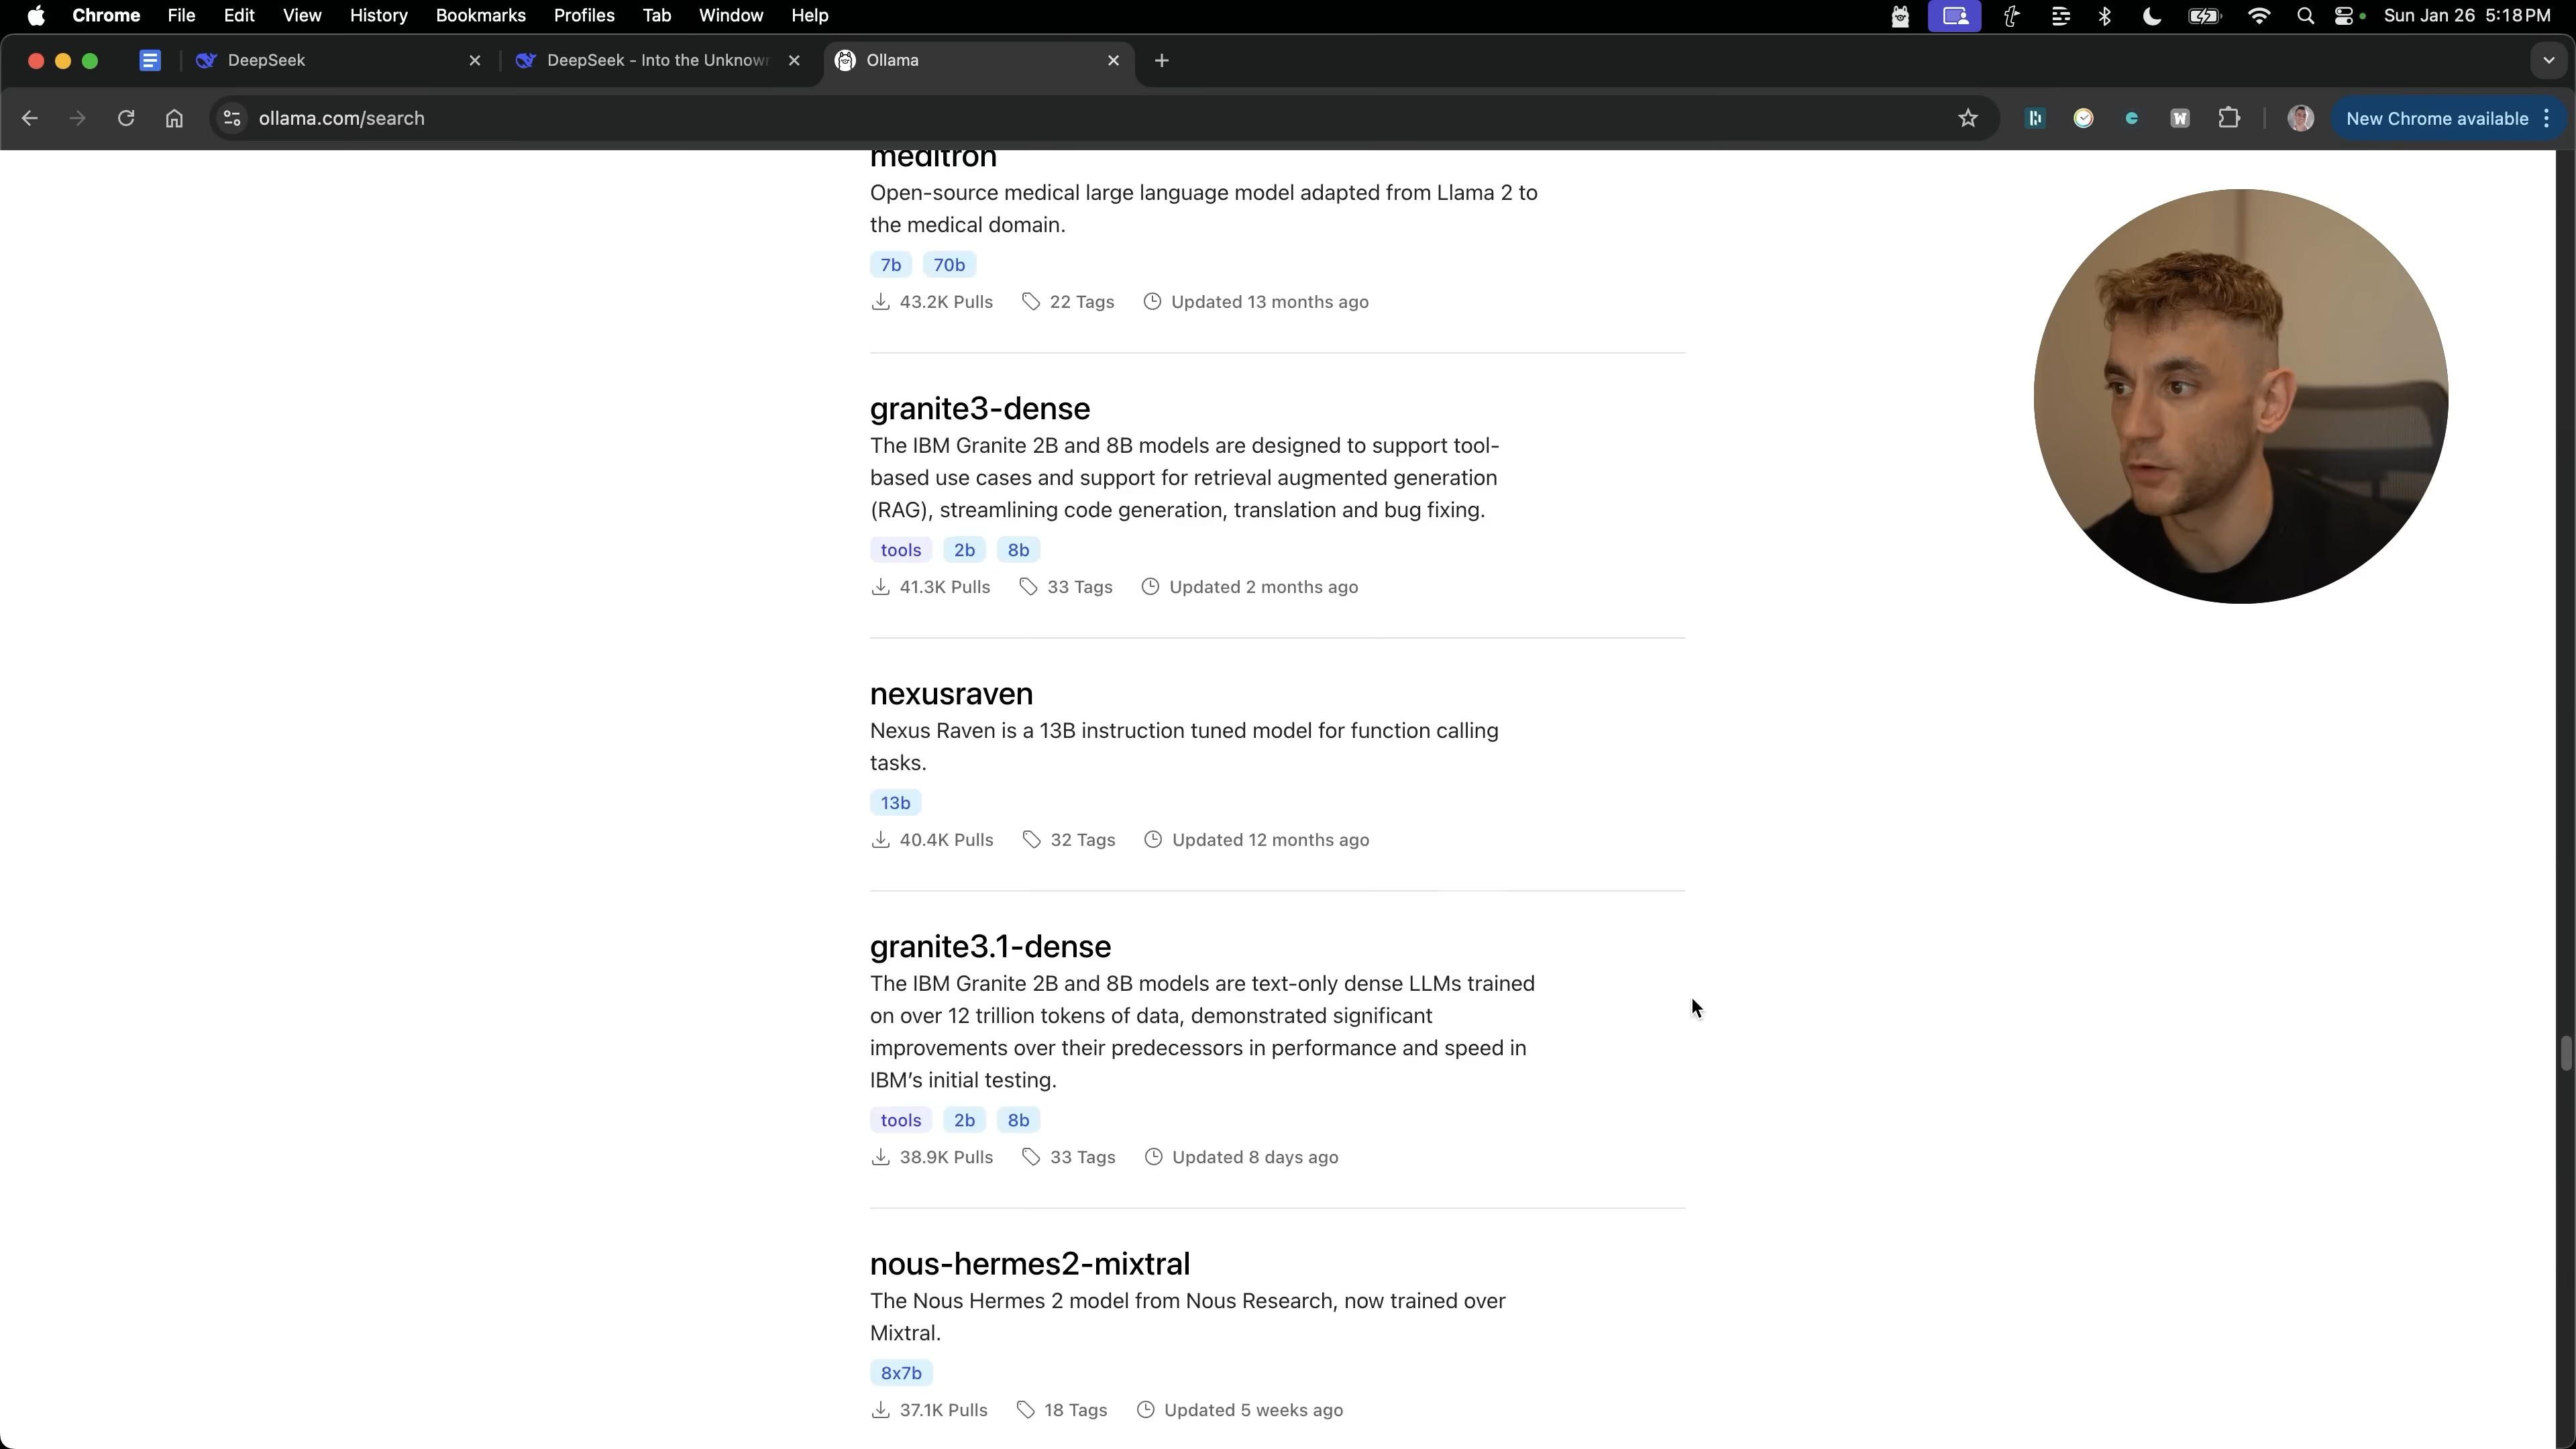 Chrome File Edit View History Bookmarks Profiles Tab Window Help Sun Jan 26 5:18 PM
DeepSeek DeepSeek - Into the Unknown Ollama
ollama.com/search New Chrome available
meditron
Open-source medical large language model adapted from Llama 2 to
the medical domain.
7b 70b
43.2K Pulls 22 Tags Updated 13 months ago
granite3-dense
The IBM Granite 2B and 8B models are designed to support tool-
based use cases and support for retrieval augmented generation
(RAG), streamlining code generation, translation and bug fixing.
tools 2b 8b
41.3K Pulls 33 Tags Updated 2 months ago
nexusraven
Nexus Raven is a 13B instruction tuned model for function calling
tasks.
13b
40.4K Pulls 32 Tags Updated 12 months ago
granite3.1-dense
The IBM Granite 2B and 8B models are text-only dense LLMs trained
on over 12 trillion tokens of data, demonstrated significant
improvements over their predecessors in performance and speed in
IBM's initial testing.
tools 2b 8b
38.9K Pulls 33 Tags Updated 8 days ago
nous-hermes2-mixtral
The Nous Hermes 2 model from Nous Research, now trained over
Mixtral.
8x7b
37.1K Pulls 18 Tags Updated 5 weeks ago